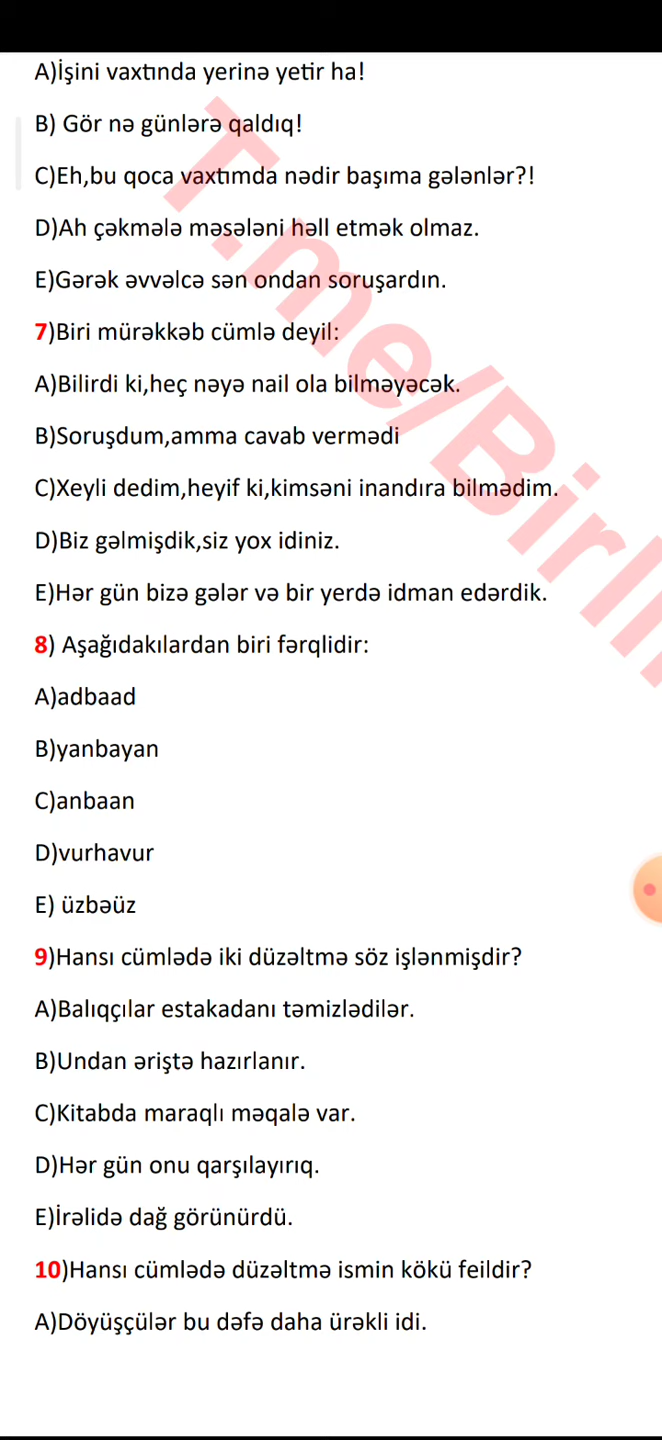 A)İşini vaxtında yerinə yetir ha!
B) Gör nə günlərə qaldıq!
C)Eh,bu qoca vaxtımda nədir başıma gələnlər?!
D)Ah çəkmələ məsələni həll etmək olmaz.
E)Gərək əvvəlcə sən ondan soruşardın.
7)Biri mürəkkəb cümlə deyil:
A)Bilirdi ki,heç nəyə nail ola bilməyəcək.
B)Soruşdum,amma cavab vermədi
C)Xeyli dedim,heyif ki,kimsəni inandıra bilmədim.
D)Biz gəlmişdik,siz yox idiniz.
E)Hər gün bizə gələr və bir yerdə idman edərdik.
8) Aşağıdakılardan biri fərqlidir:
A)adbaad
B)yanbayan
C)anbaan
D)vurhavur
E) üzbəüz
9)Hansı cümlədə iki düzəltmə söz işlənmişdir?
A)Balıqçılar estakadanı təmizlədilər.
B)Undan əriştə hazırlanır.
C)Kitabda maraqlı məqalə var.
D)Hər gün onu qarşılayırıq.
E)İrəlidə dağ görünürdü.
10)Hansı cümlədə düzəltmə ismin kökü feildir?
A)Döyüşçülər bu dəfə daha ürəkli idi.